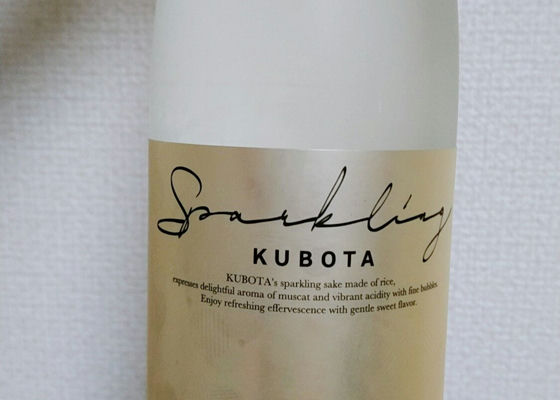 Sparkling
KUBOTA
KUBOTA's sparkling sake made of rice,
expresses delightful aroma of muscat and vibrant acidity with fine bubbles.
Enjoy refreshing effervescence with gentle sweet flavor.